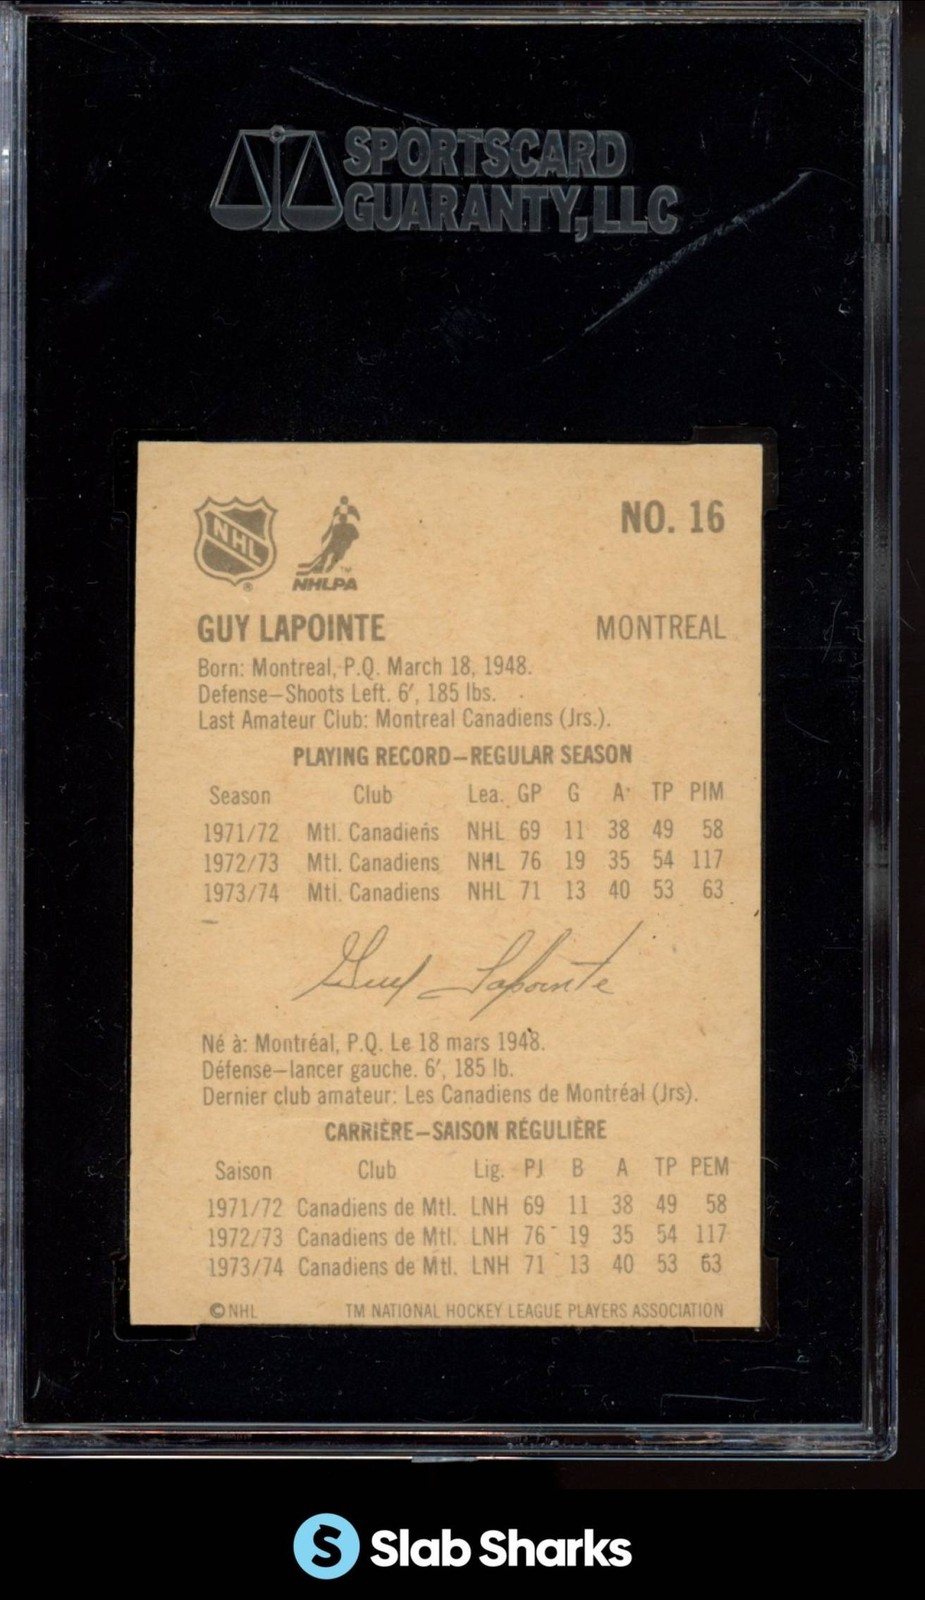 SPORTSCARD
GUARANTY, LLC
NHL
®
NHLPA
TM
NO. 16
GUY LAPOINTE MONTREAL
Born: Montreal, P.Q. March 18, 1948.
Defense—Shoots Left. 6', 185 lbs.
Last Amateur Club: Montreal Canadiens (Jrs.).
PLAYING RECORD—REGULAR SEASON
Season Club Lea. GP G A TP PIM
1971/72 Mtl. Canadiens NHL 69 11 38 49 58
1972/73 Mtl. Canadiens NHL 76 19 35 54 117
1973/74 Mtl. Canadiens NHL 71 13 40 53 63
Guy Lapointe
Né à: Montréal, P.Q. Le 18 mars 1948.
Défense—lancer gauche. 6', 185 lb.
Dernier club amateur: Les Canadiens de Montréal (Jrs).
CARRIÈRE—SAISON RÉGULIÈRE
Saison Club Lig. PJ B A TP PEM
1971/72 Canadiens de Mtl. LNH 69 11 38 49 58
1972/73 Canadiens de Mtl. LNH 76 19 35 54 117
1973/74 Canadiens de Mtl. LNH 71 13 40 53 63
©NHL TM NATIONAL HOCKEY LEAGUE PLAYERS ASSOCIATION
S Slab Sharks